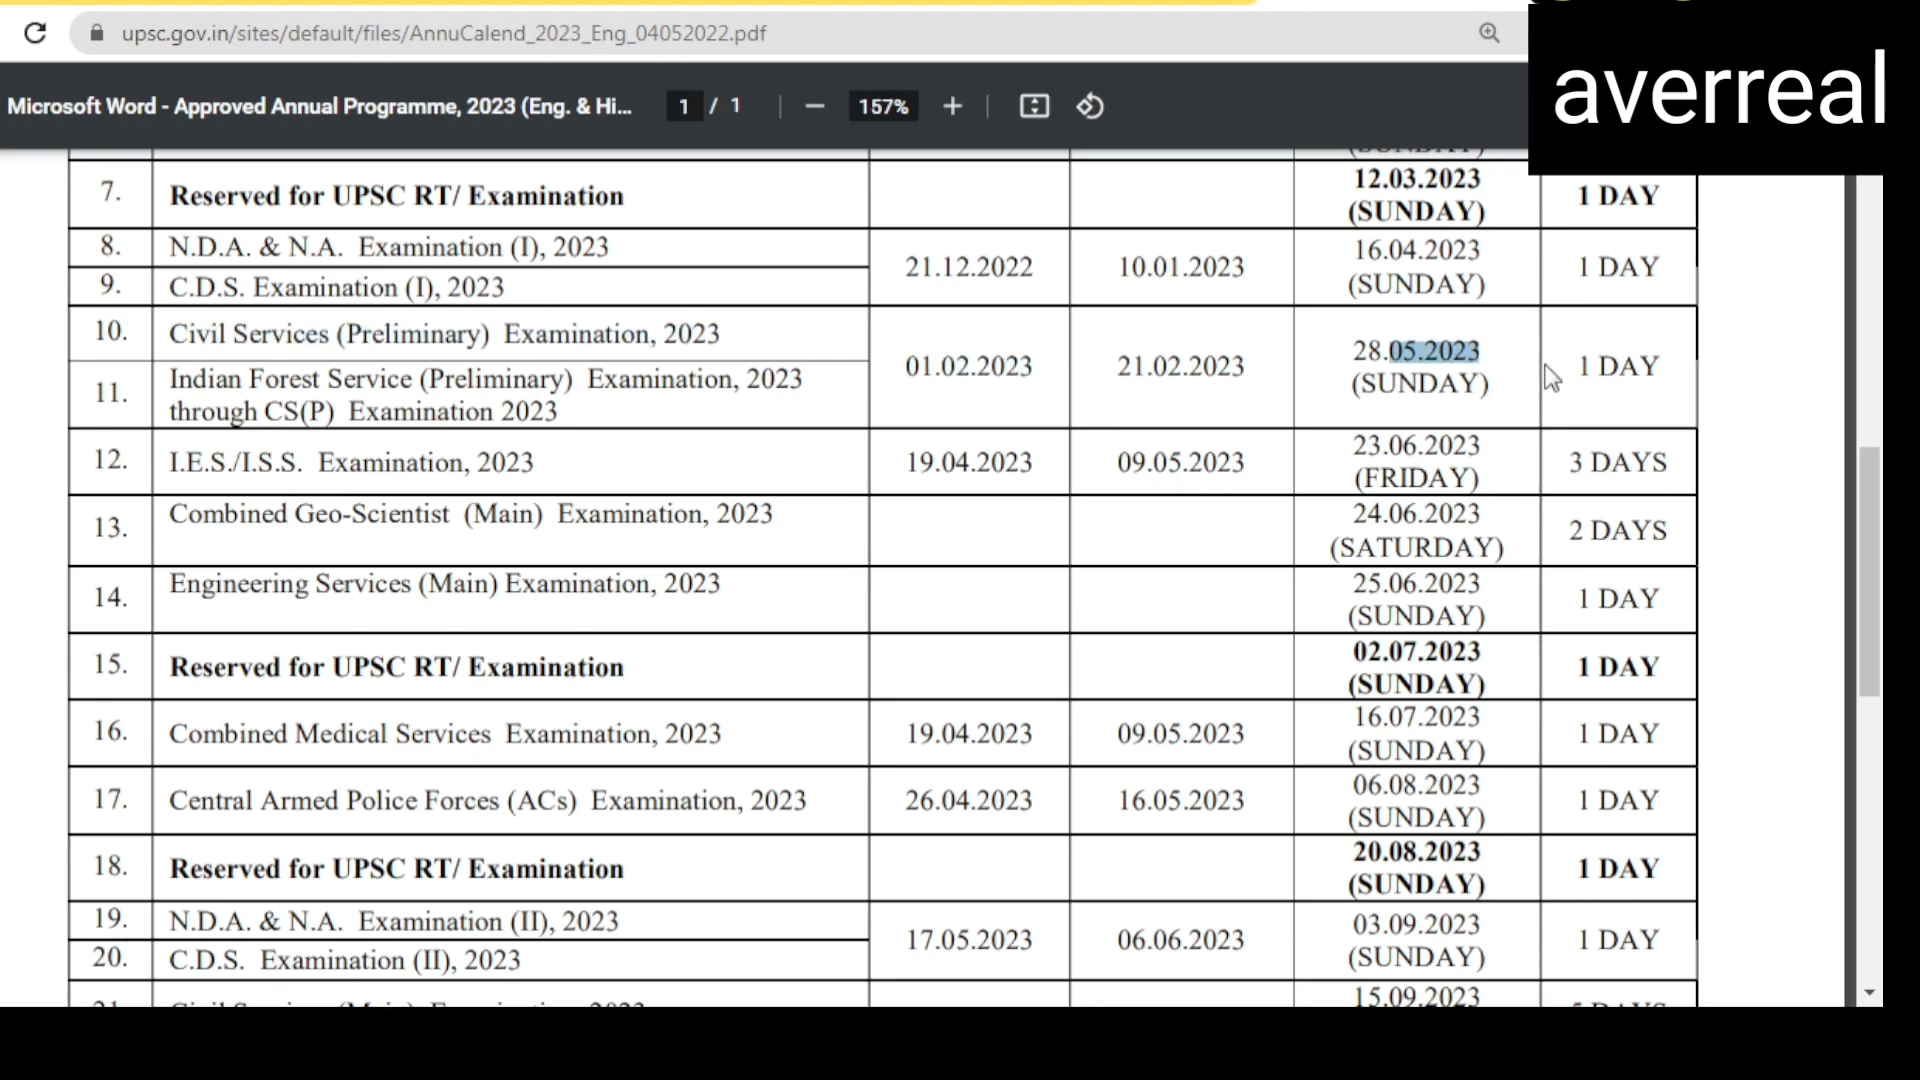 upsc.gov.in/sites/default/files/AnnuCalend_2023_Eng_04052022.pdf
averreal
Microsoft Word - Approved Annual Programme, 2023 (Eng. & Hi... 1 / 1 — 157% +
7. Reserved for UPSC RT/ Examination 12.03.2023 (SUNDAY) 1 DAY
8. N.D.A. & N.A. Examination (I), 2023
9. C.D.S. Examination (I), 2023
21.12.2022 10.01.2023 16.04.2023 (SUNDAY) 1 DAY
10. Civil Services (Preliminary) Examination, 2023
11. Indian Forest Service (Preliminary) Examination, 2023
through CS(P) Examination 2023
01.02.2023 21.02.2023 28.05.2023 (SUNDAY) 1 DAY
12. I.E.S./I.S.S. Examination, 2023 19.04.2023 09.05.2023 23.06.2023 (FRIDAY) 3 DAYS
13. Combined Geo-Scientist (Main) Examination, 2023 24.06.2023 (SATURDAY) 2 DAYS
14. Engineering Services (Main) Examination, 2023 25.06.2023 (SUNDAY) 1 DAY
15. Reserved for UPSC RT/ Examination 02.07.2023 (SUNDAY) 1 DAY
16. Combined Medical Services Examination, 2023 19.04.2023 09.05.2023 16.07.2023 (SUNDAY) 1 DAY
17. Central Armed Police Forces (ACs) Examination, 2023 26.04.2023 16.05.2023 06.08.2023 (SUNDAY) 1 DAY
18. Reserved for UPSC RT/ Examination 20.08.2023 (SUNDAY) 1 DAY
19. N.D.A. & N.A. Examination (II), 2023
20. C.D.S. Examination (II), 2023
17.05.2023 06.06.2023 03.09.2023 (SUNDAY) 1 DAY
15.09.2023